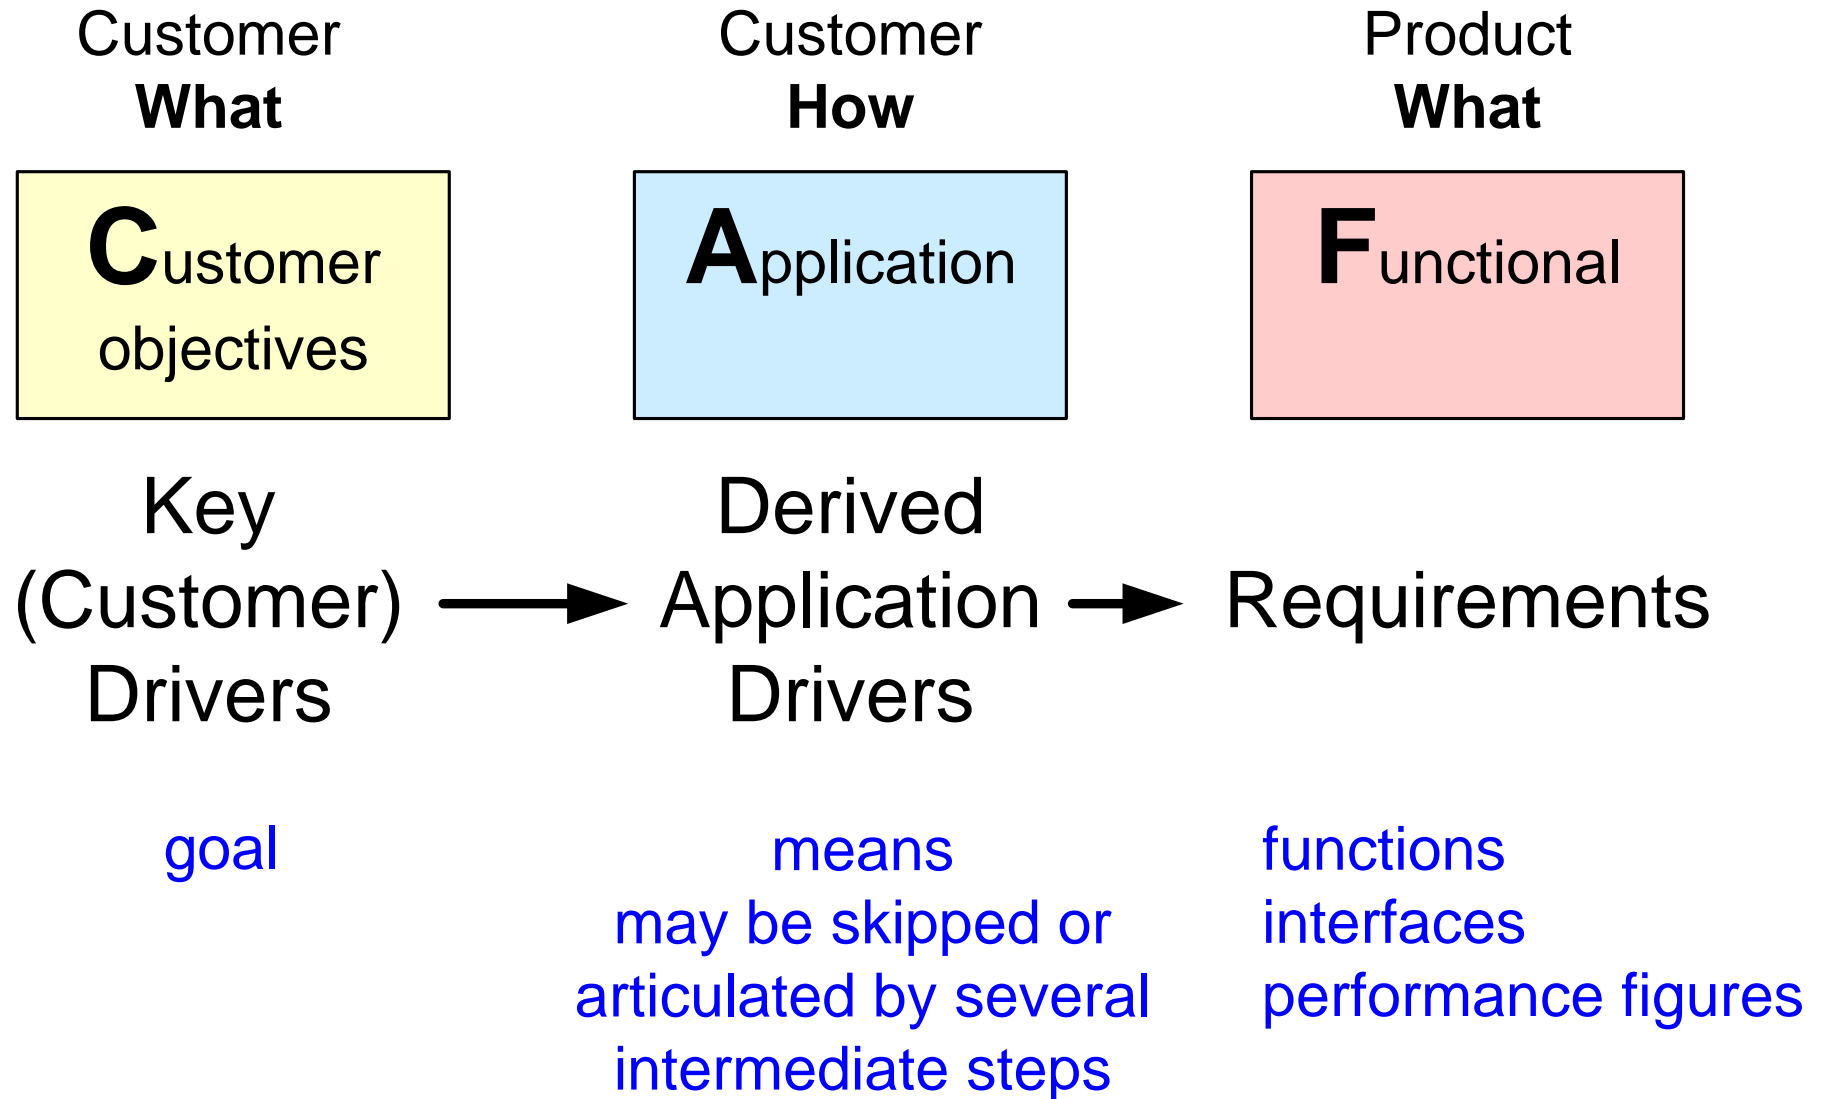 Customer
What
Customer
objectives
Key
(Customer)
Drivers
goal
Customer
How
Application
Derived
Application
Drivers
means
may be skipped or
articulated by several
intermediate steps
Product
What
Functional
Requirements
functions
interfaces
performance figures